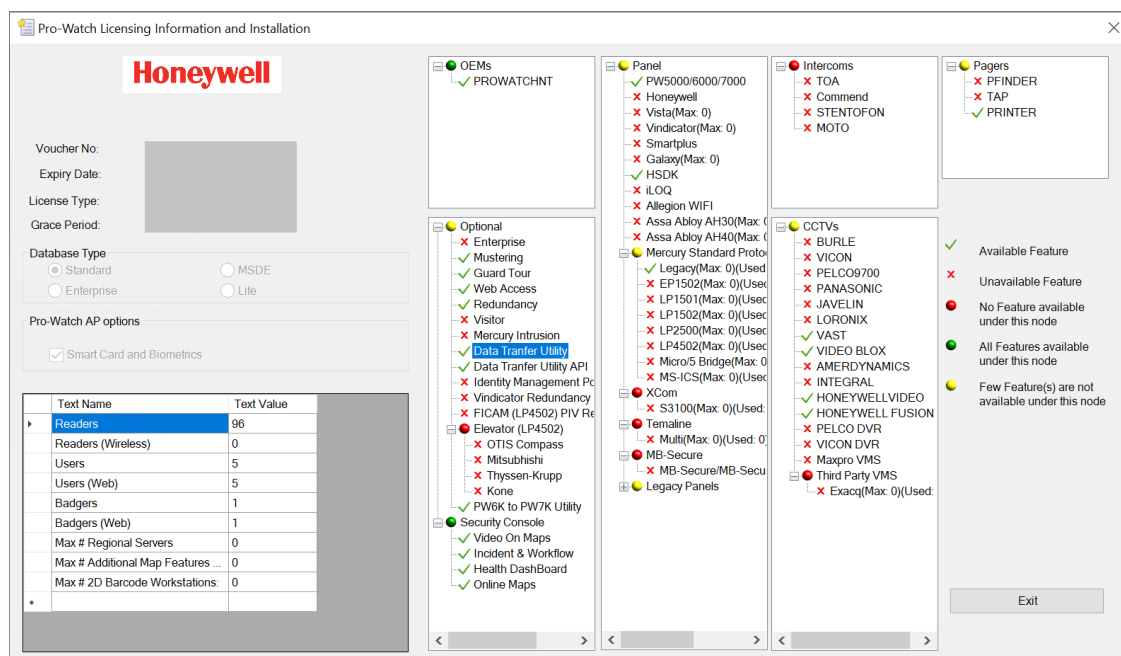 Pro-Watch Licensing Information and Installation
Honeywell
Voucher No:
Expiry Date:
License Type:
Grace Period:
Database Type
Standard
MSDE
Enterprise
Lite
Pro-Watch AP options
Smart Card and Biometrics
Text Name Text Value
Readers 96
Readers (Wireless) 0
Users 5
Users (Web) 5
Badgers 1
Badgers (Web) 1
Max # Regional Servers 0
Max # Additional Map Features ... 0
Max # 2D Barcode Workstations: 0
OEMs
PROWATCHNT
Optional
Enterprise
Mustering
Guard Tour
Web Access
Redundancy
Visitor
Mercury Intrusion
Data Tranfer Utility
Data Tranfer Utility API
Identity Management Po
Vindicator Redundancy
FICAM (LP4502) PIV Re
Elevator (LP4502)
OTIS Compass
Mitsubhishi
Thyssen-Krupp
Kone
PW6K to PW7K Utility
Security Console
Video On Maps
Incident & Workflow
Health DashBoard
Online Maps
Panel
PW5000/6000/7000
Honeywell
Vista(Max: 0)
Vindicator(Max: 0)
Smartplus
Galaxy(Max: 0)
HSDK
iLOQ
Allegion WIFI
Assa Abloy AH30(Max: (
Assa Abloy AH40(Max: (
Mercury Standard Protoc
Legacy(Max: 0)(Used
EP1502(Max: 0)(Used
LP1501(Max: 0)(Used
LP1502(Max: 0)(Used
LP2500(Max: 0)(Used
LP4502(Max: 0)(Used
Micro/5 Bridge(Max: 0
MS-ICS(Max: 0)(Used
XCom
S3100(Max: 0)(Used:
Temaline
Multi(Max: 0)(Used: 0)
MB-Secure
MB-Secure/MB-Secu
Legacy Panels
Intercoms
TOA
Commend
STENTOFON
MOTO
CCTVs
BURLE
VICON
PELCO9700
PANASONIC
JAVELIN
LORONIX
VAST
VIDEO BLOX
AMERDYNAMICS
INTEGRAL
HONEYWELLVIDEO
HONEYWELL FUSION
PELCO DVR
VICON DVR
Maxpro VMS
Third Party VMS
Exacq(Max: 0)(Used:
Pagers
PFINDER
TAP
PRINTER
Available Feature
Unavailable Feature
No Feature available
under this node
All Features available
under this node
Few Feature(s) are not
available under this node
Exit